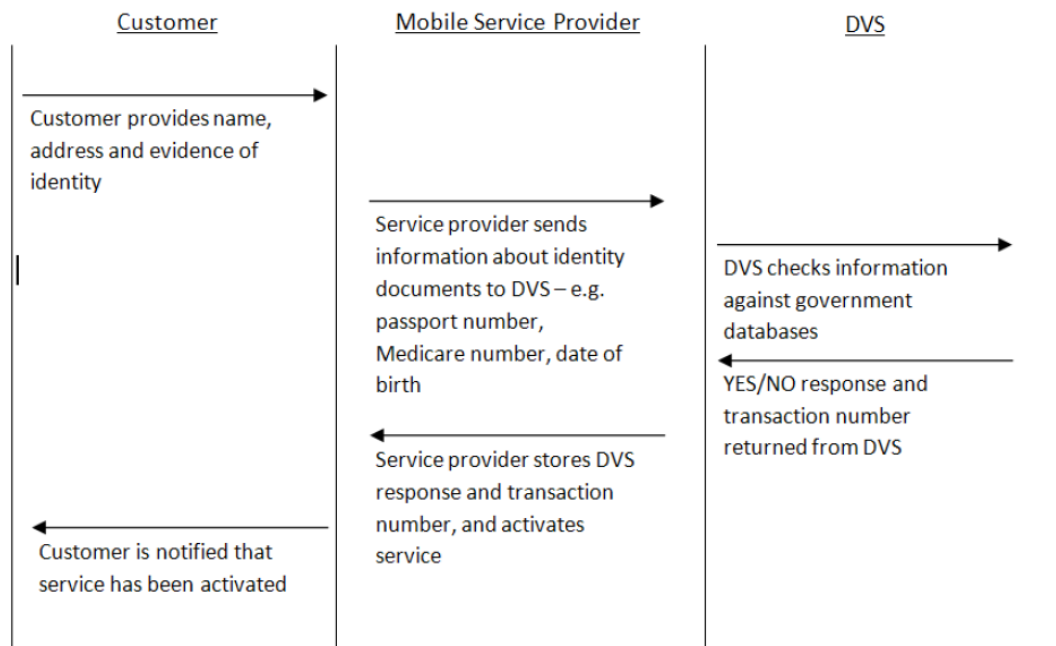 Customer
Mobile Service Provider
DVS
Customer provides name,
address and evidence of
identity
Service provider sends
information about identity
documents to DVS – e.g.
passport number,
Medicare number, date of
birth
DVS checks information
against government
databases
YES/NO response and
transaction number
returned from DVS
Service provider stores DVS
response and transaction
number, and activates
service
Customer is notified that
service has been activated